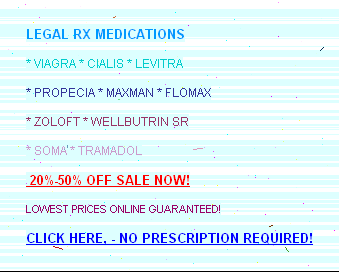 LEGAL RX MEDICATIONS
* VIAGRA * CIALIS * LEVITRA
* PROPECIA * MAXMAN * FLOMAX
* ZOLOFT * WELLBUTRIN SR
* SOMA * TRAMADOL
20%-50% OFF SALE NOW!
LOWEST PRICES ONLINE GUARANTEED!
CLICK HERE. - NO PRESCRIPTION REQUIRED!